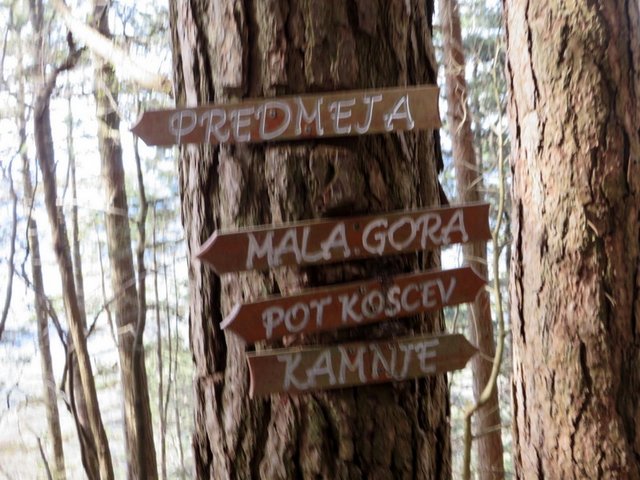 PREDMEJA
MALA GORA
POT KOSCEV
KAMNJE